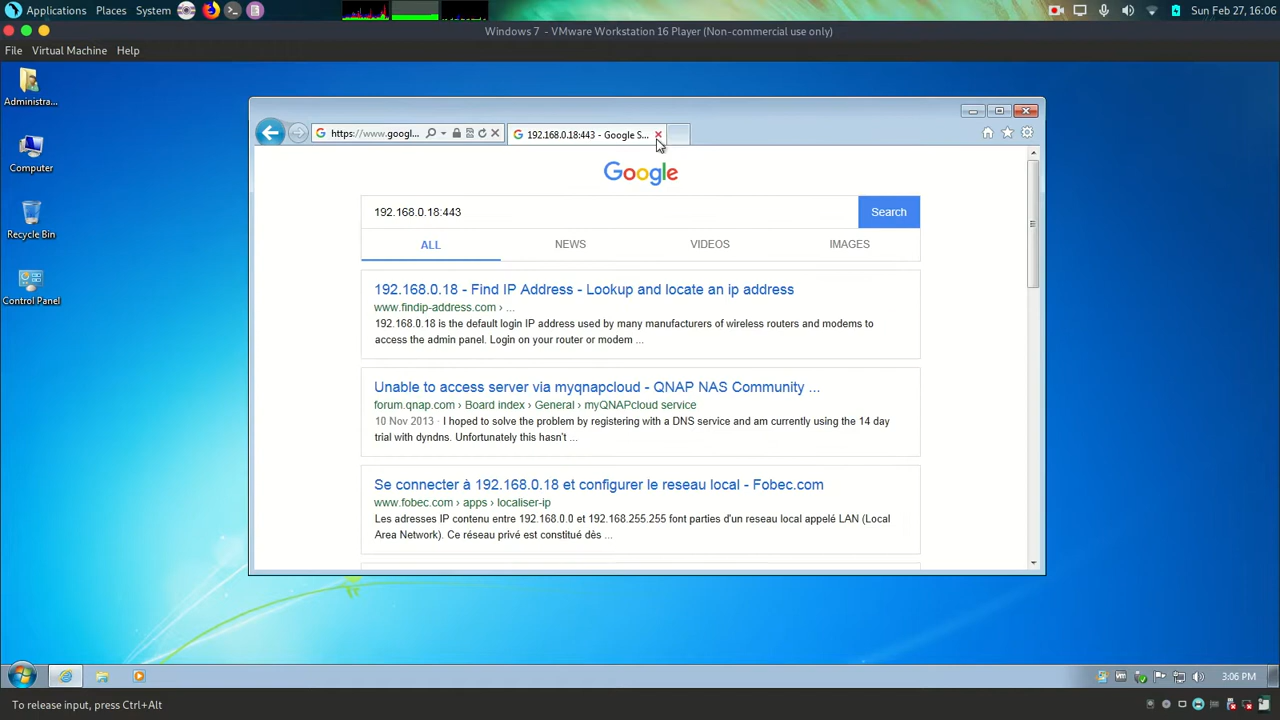 Applications Places System Sun Feb 27, 16:06
Windows 7 - VMware Workstation 16 Player (Non-commercial use only)
File Virtual Machine Help
Administra...
Computer
Recycle Bin
Control Panel
https://www.googl... 192.168.0.18:443 - Google S...
Google
192.168.0.18:443 Search
ALL NEWS VIDEOS IMAGES
192.168.0.18 - Find IP Address - Lookup and locate an ip address
www.findip-address.com › ...
192.168.0.18 is the default login IP address used by many manufacturers of wireless routers and modems to
access the admin panel. Login on your router or modem ...
Unable to access server via myqnapcloud - QNAP NAS Community ...
forum.qnap.com › Board index › General › myQNAPcloud service
10 Nov 2013 · I hoped to solve the problem by registering with a DNS service and am currently using the 14 day
trial with dyndns. Unfortunately this hasn't ...
Se connecter à 192.168.0.18 et configurer le reseau local - Fobec.com
www.fobec.com › apps › localiser-ip
Les adresses IP contenu entre 192.168.0.0 et 192.168.255.255 font parties d'un reseau local appelé LAN (Local
Area Network). Ce réseau privé est constitué dès ...
3:06 PM
To release input, press Ctrl+Alt